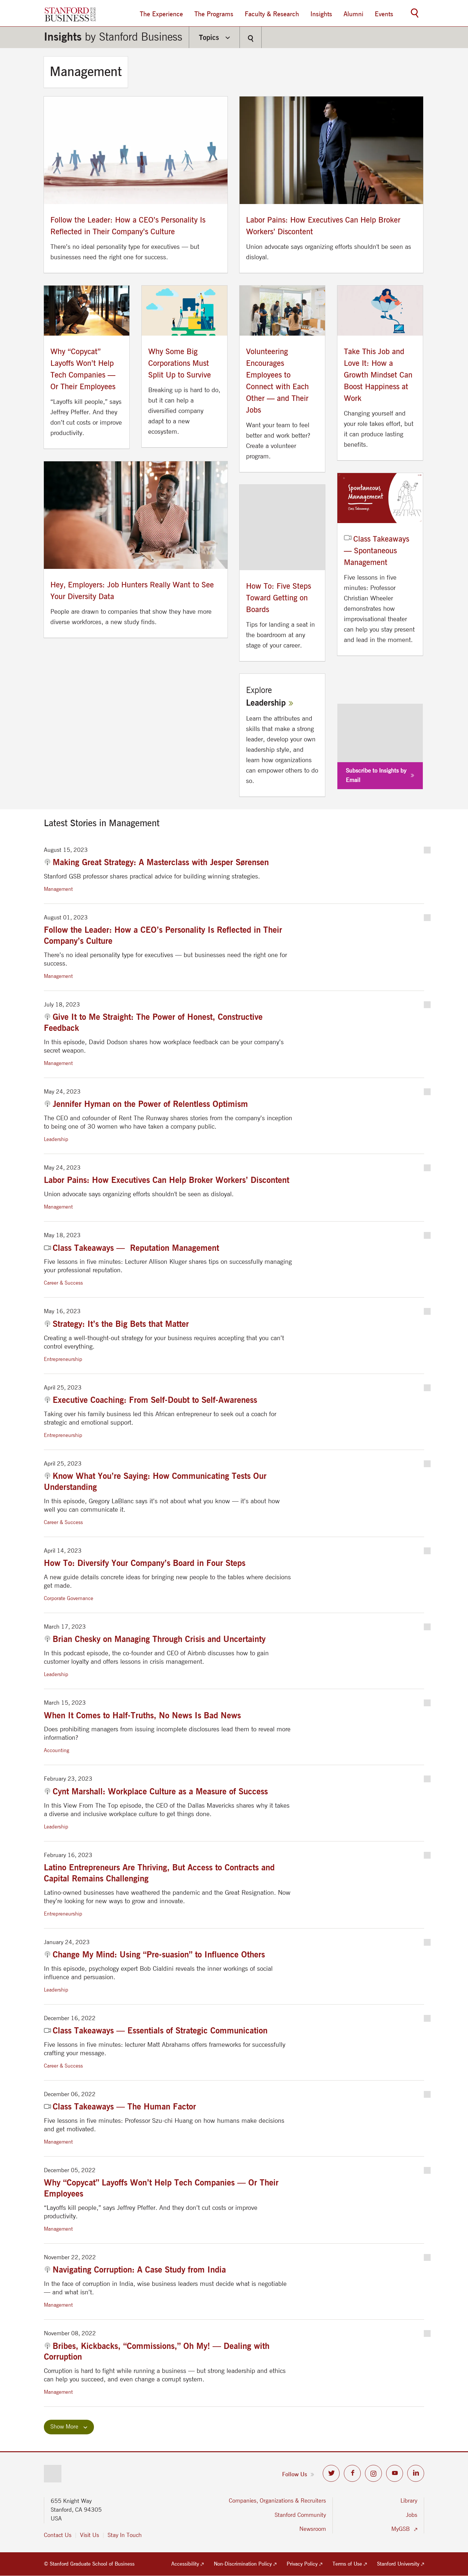 STANFORD
BUSINESS
The Experience
The Programs
Faculty & Research
Insights
Alumni
Events
Insights by Stanford Business
Topics
Management
Follow the Leader: How a CEO's Personality Is
Reflected in Their Company's Culture
There's no ideal personality type for executives — but
businesses need the right one for success.
Labor Pains: How Executives Can Help Broker
Workers' Discontent
Union advocate says organizing efforts shouldn't be seen as
disloyal.
Why “Copycat”
Layoffs Won't Help
Tech Companies —
Or Their Employees
“Layoffs kill people,” says
Jeffrey Pfeffer. And they
don't cut costs or improve
productivity.
Why Some Big
Corporations Must
Split Up to Survive
Breaking up is hard to do,
but it can help a
diversified company
adapt to a new
ecosystem.
Volunteering
Encourages
Employees to
Connect with Each
Other — and Their
Jobs
Want your team to feel
better and work better?
Create a volunteer
program.
Take This Job and
Love It: How a
Growth Mindset Can
Boost Happiness at
Work
Changing yourself and
your role takes effort, but
it can produce lasting
benefits.
Hey, Employers: Job Hunters Really Want to See
Your Diversity Data
People are drawn to companies that show they have more
diverse workforces, a new study finds.
How To: Five Steps
Toward Getting on
Boards
Tips for landing a seat in
the boardroom at any
stage of your career.
Spontaneous
Management
Class Takeaways
Class Takeaways
— Spontaneous
Management
Five lessons in five
minutes: Professor
Christian Wheeler
demonstrates how
improvisational theater
can help you stay present
and lead in the moment.
Explore
Leadership »
Learn the attributes and
skills that make a strong
leader, develop your own
leadership style, and
learn how organizations
can empower others to do
so.
Subscribe to Insights by
Email »
Latest Stories in Management
August 15, 2023
Making Great Strategy: A Masterclass with Jesper Sørensen
Stanford GSB professor shares practical advice for building winning strategies.
Management
August 01, 2023
Follow the Leader: How a CEO's Personality Is Reflected in Their
Company's Culture
There's no ideal personality type for executives — but businesses need the right one for
success.
Management
July 18, 2023
Give It to Me Straight: The Power of Honest, Constructive
Feedback
In this episode, David Dodson shares how workplace feedback can be your company's
secret weapon.
Management
May 24, 2023
Jennifer Hyman on the Power of Relentless Optimism
The CEO and cofounder of Rent The Runway shares stories from the company's inception
to being one of 30 women who have taken a company public.
Leadership
May 24, 2023
Labor Pains: How Executives Can Help Broker Workers' Discontent
Union advocate says organizing efforts shouldn't be seen as disloyal.
Management
May 18, 2023
Class Takeaways — Reputation Management
Five lessons in five minutes: Lecturer Allison Kluger shares tips on successfully managing
your professional reputation.
Career & Success
May 16, 2023
Strategy: It's the Big Bets that Matter
Creating a well-thought-out strategy for your business requires accepting that you can't
control everything,
Entrepreneurship
April 25, 2023
Executive Coaching: From Self-Doubt to Self-Awareness
Taking over his family business led this African entrepreneur to seek out a coach for
strategic and emotional support.
Entrepreneurship
April 25, 2023
Know What You're Saying: How Communicating Tests Our
Understanding
In this episode, Gregory LaBlanc says it's not about what you know — it's about how
well you can communicate it.
Career & Success
April 14, 2023
How To: Diversify Your Company's Board in Four Steps
A new guide details concrete ideas for bringing new people to the tables where decisions
get made.
Corporate Governance
March 17, 2023
Brian Chesky on Managing Through Crisis and Uncertainty
In this podcast episode, the co-founder and CEO of Airbnb discusses how to gain
customer loyalty and offers lessons in crisis management.
Leadership
March 15, 2023
When It Comes to Half-Truths, No News Is Bad News
Does prohibiting managers from issuing incomplete disclosures lead them to reveal more
information?
Accounting
February 23, 2023
Cynt Marshall: Workplace Culture as a Measure of Success
In this View From The Top episode, the CEO of the Dallas Mavericks shares why it takes
a diverse and inclusive workplace culture to get things done.
Leadership
February 16, 2023
Latino Entrepreneurs Are Thriving, But Access to Contracts and
Capital Remains Challenging
Latino-owned businesses have weathered the pandemic and the Great Resignation. Now
they're looking for new ways to grow and innovate.
Entrepreneurship
January 24, 2023
Change My Mind: Using “Pre-suasion” to Influence Others
In this episode, psychology expert Bob Cialdini reveals the inner workings of social
influence and persuasion.
Leadership
December 16, 2022
Class Takeaways — Essentials of Strategic Communication
Five lessons in five minutes: lecturer Matt Abrahams offers frameworks for successfully
crafting your message.
Career & Success
December 06, 2022
Class Takeaways — The Human Factor
Five lessons in five minutes: Professor Szu-chi Huang on how humans make decisions
and get motivated.
Management
December 05, 2022
Why “Copycat” Layoffs Won't Help Tech Companies — Or Their
Employees
“Layoffs kill people,” says Jeffrey Pfeffer. And they don't cut costs or improve
productivity.
Management
November 22, 2022
Navigating Corruption: A Case Study from India
In the face of corruption in India, wise business leaders must decide what is negotiable
— and what isn't.
Management
November 08, 2022
Bribes, Kickbacks, “Commissions,” Oh My! — Dealing with
Corruption
Corruption is hard to fight while running a business — but strong leadership and ethics
can help you succeed, and even change a corrupt system.
Management
Show More
Follow Us »
655 Knight Way
Stanford, CA 94305
USA
Contact Us
Visit Us
Stay In Touch
Companies, Organizations & Recruiters
Stanford Community
Newsroom
Library
Jobs
MyGSB
© Stanford Graduate School of Business
Accessibility
Non-Discrimination Policy
Privacy Policy
Terms of Use
Stanford University